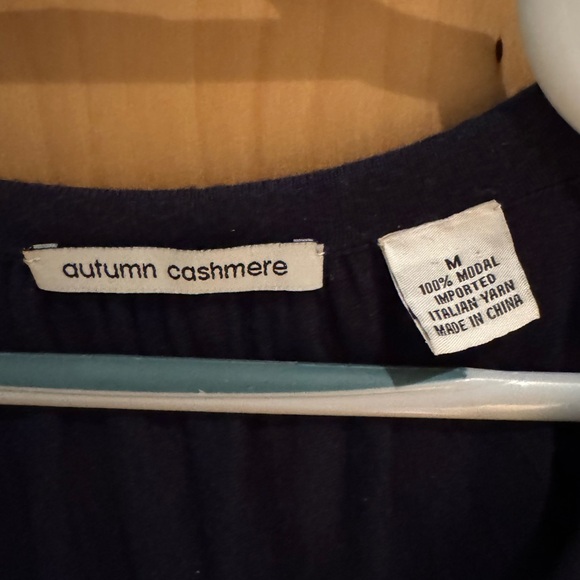 autumn cashmere
M
100% MODAL
IMPORTED
ITALIAN YARN
MADE IN CHINA